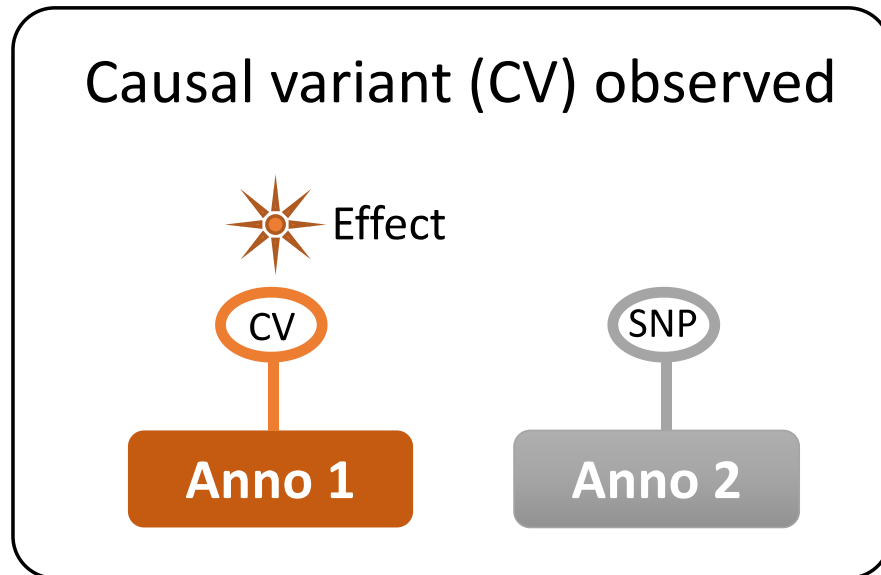 Causal variant (CV) observed
Effect
CV
SNP
Anno 1
Anno 2